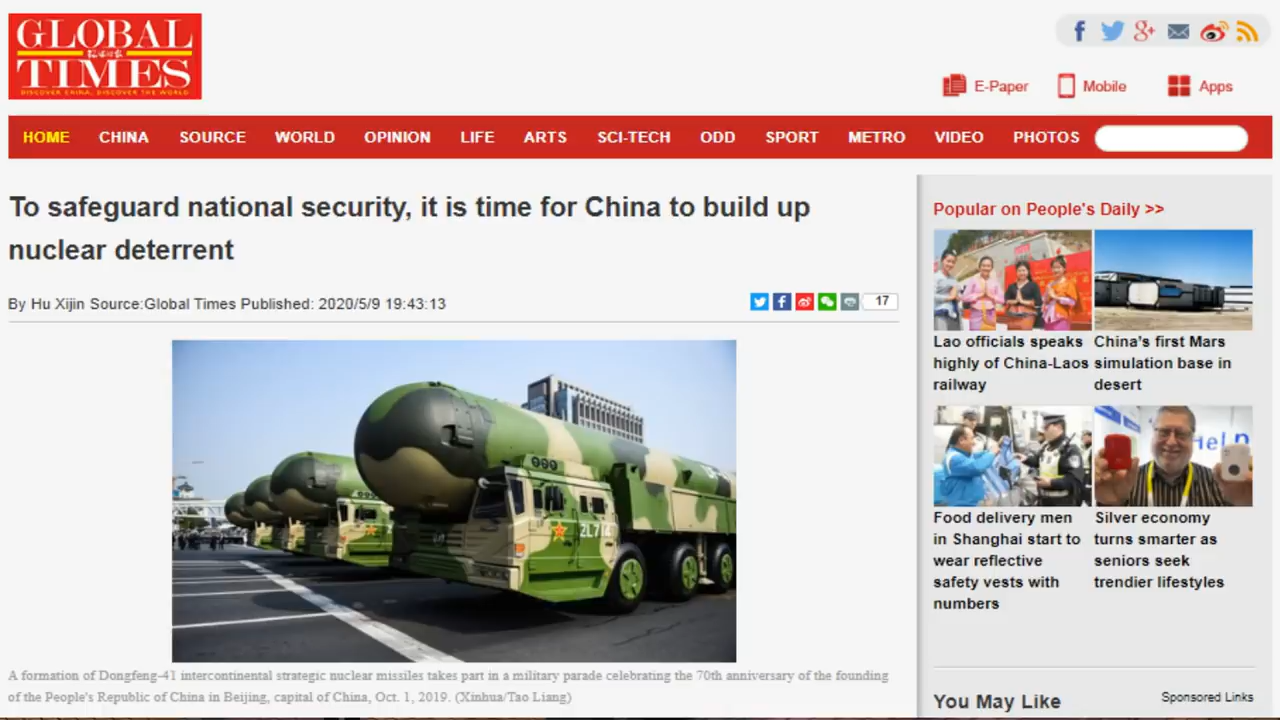 GLOBAL
TIMES
DISCOVER CHINA, DISCOVER THE WORLD
E-Paper Mobile Apps
HOME CHINA SOURCE WORLD OPINION LIFE ARTS SCI-TECH ODD SPORT METRO VIDEO PHOTOS
To safeguard national security, it is time for China to build up
nuclear deterrent
By Hu Xijin Source:Global Times Published: 2020/5/9 19:43:13
17
A formation of Dongfeng-41 intercontinental strategic nuclear missiles takes part in a military parade celebrating the 70th anniversary of the founding
of the People's Republic of China in Beijing, capital of China, Oct. 1, 2019. (Xinhua/Tao Liang)
Popular on People's Daily >>
Lao officials speaks
highly of China-Laos
railway
China's first Mars
simulation base in
desert
Help
Food delivery men
in Shanghai start to
wear reflective
safety vests with
numbers
Silver economy
turns smarter as
seniors seek
trendier lifestyles
You May Like
Sponsored Links